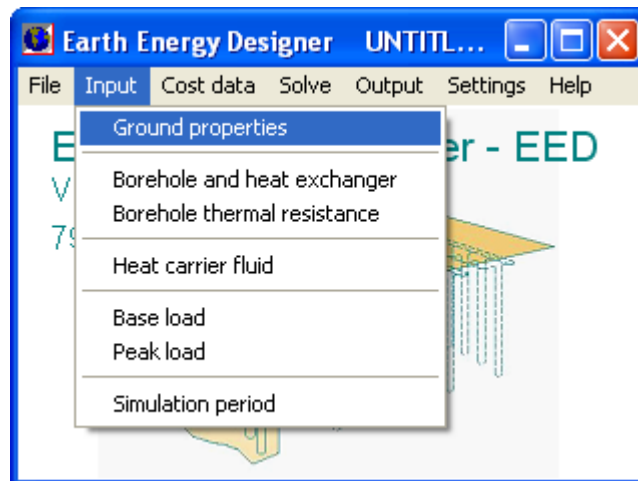 Earth Energy Designer UNTITL...
File Input Cost data Solve Output Settings Help
Ground properties
Borehole and heat exchanger
Borehole thermal resistance
Heat carrier fluid
Base load
Peak load
Simulation period
E er - EED
V
79